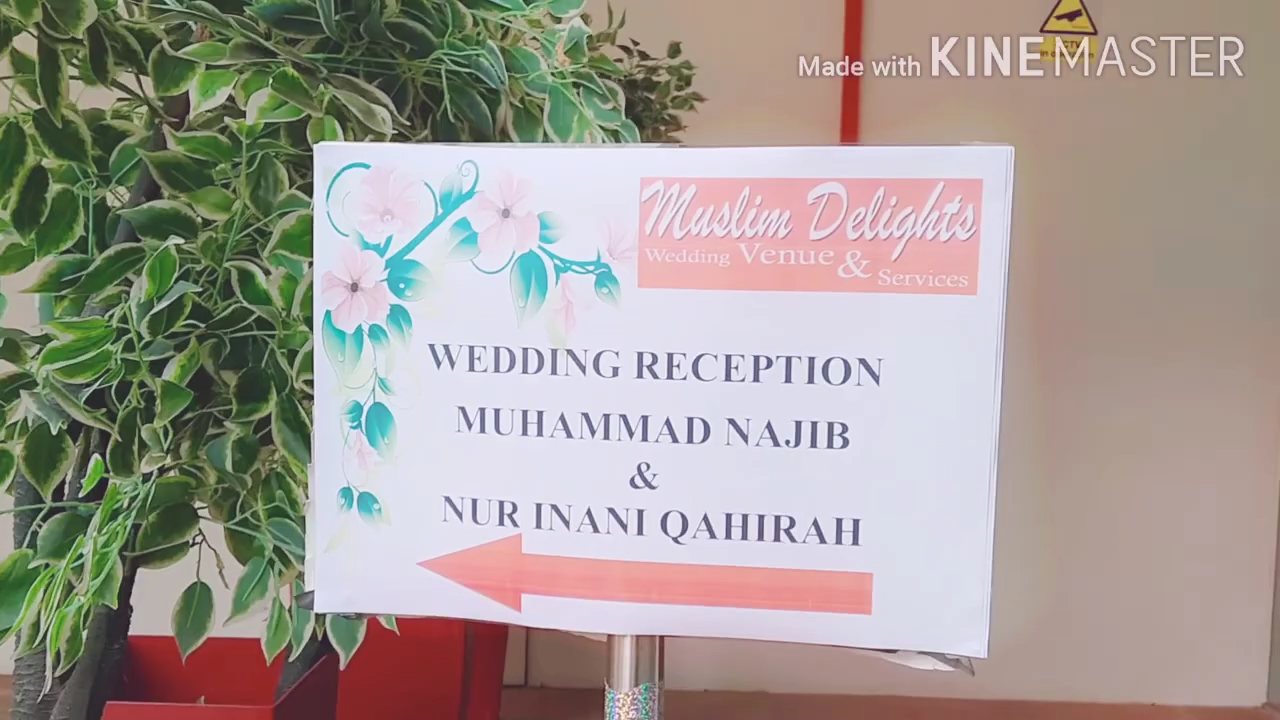 Made with KINEMASTER
Muslim Delights
Wedding Venue & Services
WEDDING RECEPTION
MUHAMMAD NAJIB
&
NUR INANI QAHIRAH